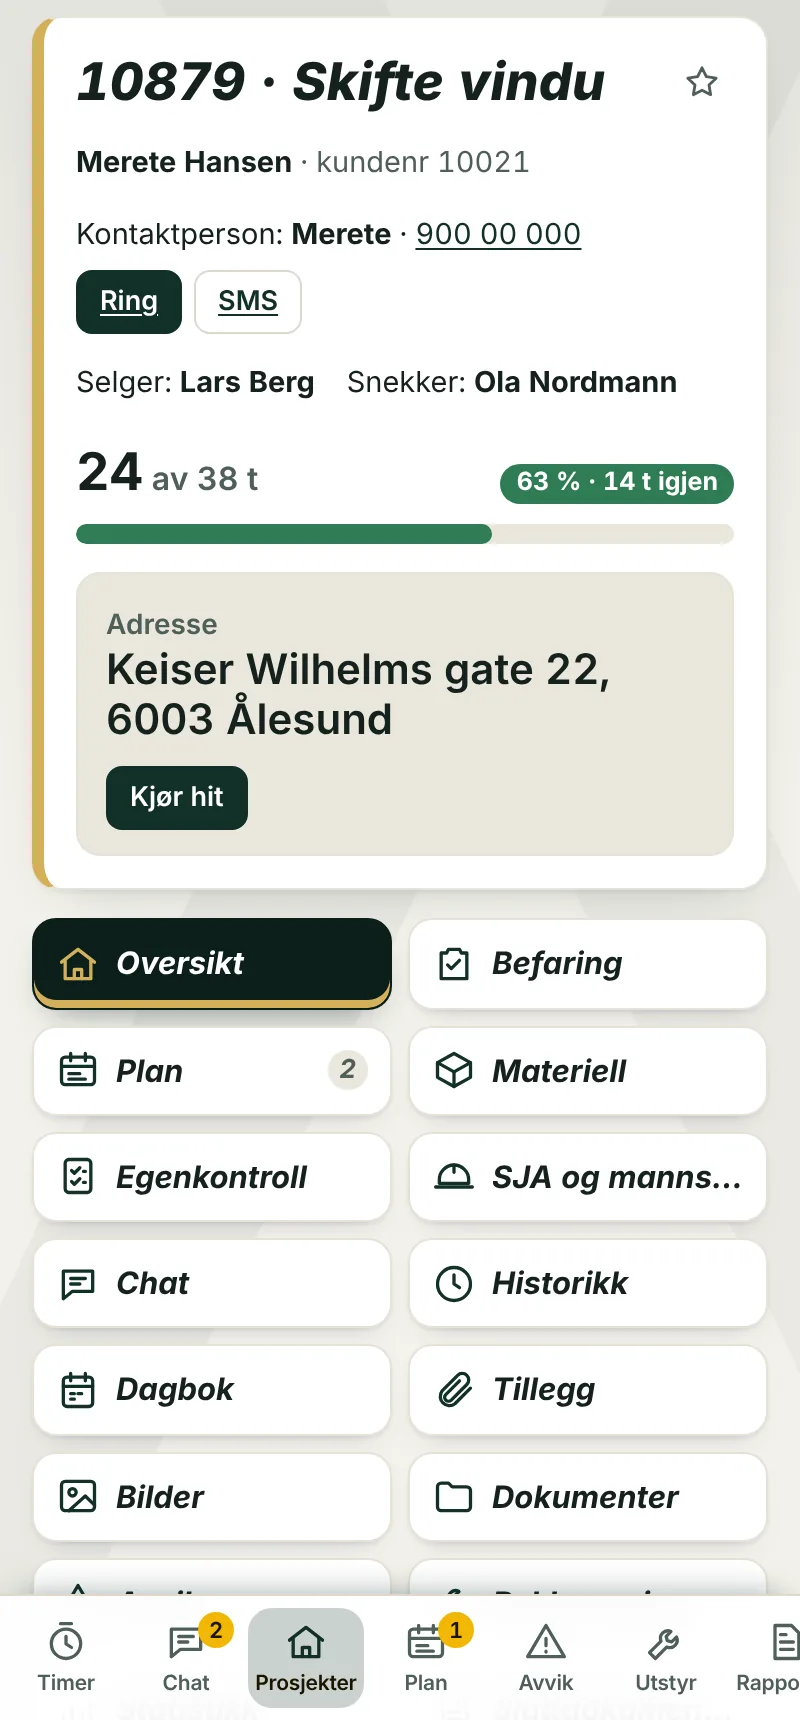 10879 · Skifte vindu
Merete Hansen · kundenr 10021
Kontaktperson: Merete · 900 00 000
Ring SMS
Selger: Lars Berg Snekker: Ola Nordmann
24 av 38 t
63 % · 14 t igjen
Adresse
Keiser Wilhelms gate 22,
6003 Ålesund
Kjør hit
Oversikt
Befaring
Plan 2
Materiell
Egenkontroll
SJA og manns...
Chat
Historikk
Dagbok
Tillegg
Bilder
Dokumenter
2
1
Timer
Chat
Prosjekter
Plan
Avvik
Utstyr
Rappo